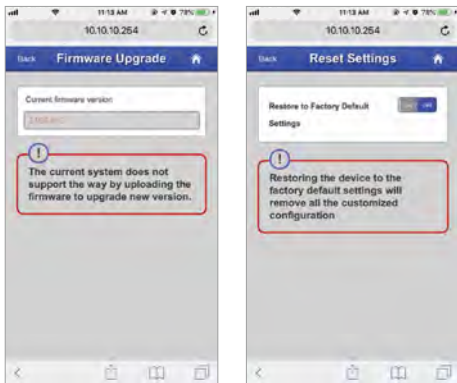 11:13 AM
78%
10.10.10.254
Back
Firmware Upgrade
Current firmware version
!
The current system does not
support the way by uploading the
firmware to upgrade new version.
11:13 AM
78%
10.10.10.254
Back
Reset Settings
Restore to Factory Default
Settings
OFF
!
Restoring the device to the
factory default settings will
remove all the customized
configuration